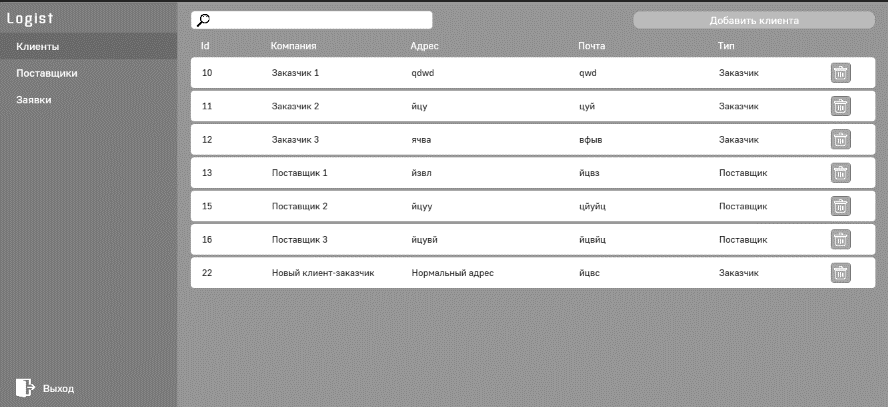 Logist
Клиенты
Поставщики
Заявки
Выход
Добавить клиента
Id Компания Адрес Почта Тип
10 Заказчик 1 qdwd qwd Заказчик
11 Заказчик 2 йцу цуй Заказчик
12 Заказчик 3 ячва вфыв Заказчик
13 Поставщик 1 йзвл йцвз Поставщик
15 Поставщик 2 йцуу цйуйц Поставщик
16 Поставщик 3 йцувй йцвйц Поставщик
22 Новый клиент-заказчик Нормальный адрес йцвс Заказчик